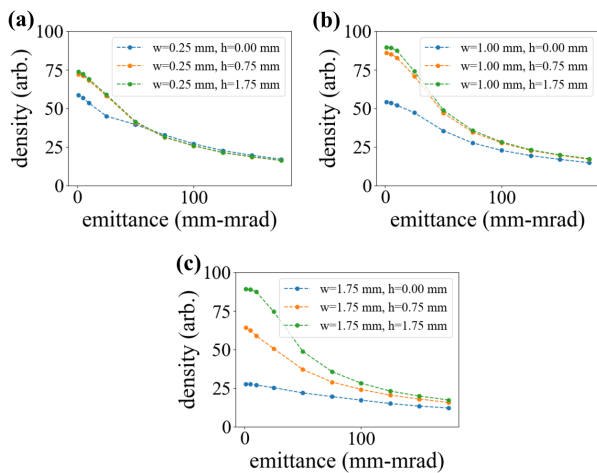 (a)
100
75
50
25
0
density (arb.)
w=0.25 mm, h=0.00 mm
w=0.25 mm, h=0.75 mm
w=0.25 mm, h=1.75 mm
0
100
emittance (mm-mrad)
(b)
100
75
50
25
0
density (arb.)
w=1.00 mm, h=0.00 mm
w=1.00 mm, h=0.75 mm
w=1.00 mm, h=1.75 mm
0
100
emittance (mm-mrad)
(c)
100
75
50
25
0
density (arb.)
w=1.75 mm, h=0.00 mm
w=1.75 mm, h=0.75 mm
w=1.75 mm, h=1.75 mm
0
100
emittance (mm-mrad)